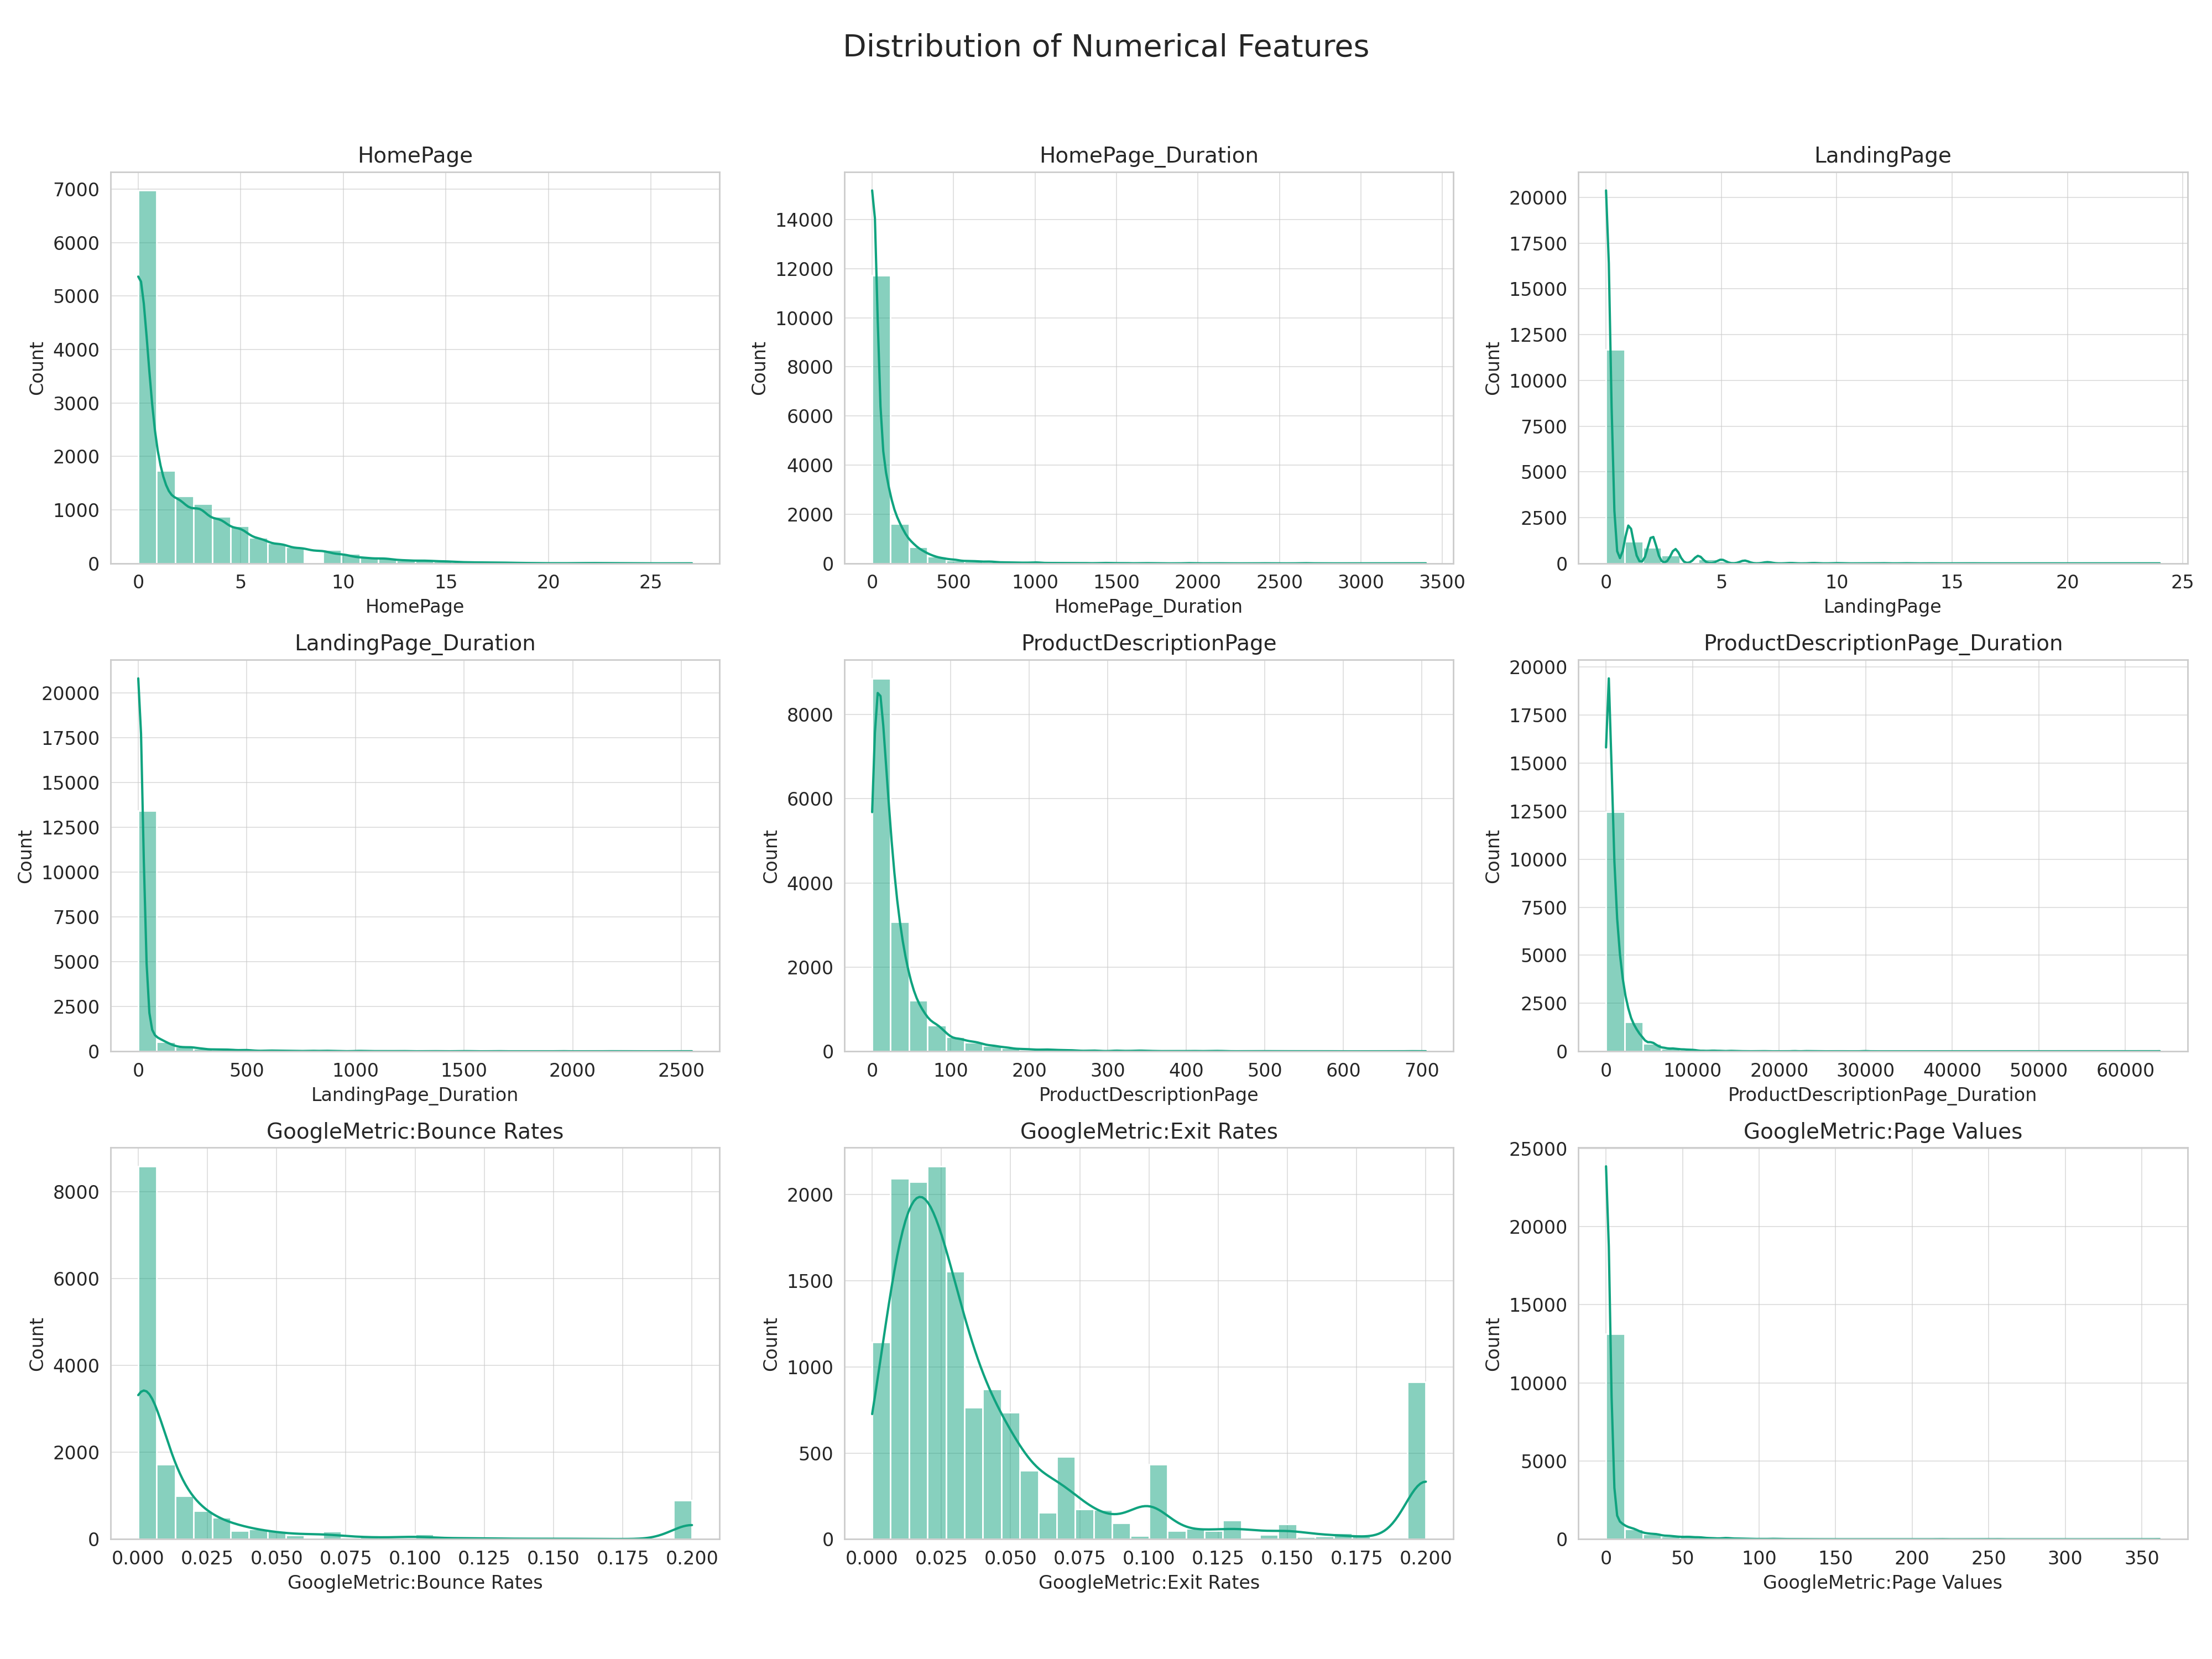 Distribution of Numerical Features
HomePage
HomePage_Duration
LandingPage
7000
6000
5000
4000
3000
2000
1000
0
Count
0 5 10 15 20 25
HomePage
14000
12000
10000
8000
6000
4000
2000
0
Count
0 500 1000 1500 2000 2500 3000 3500
HomePage_Duration
20000
17500
15000
12500
10000
7500
5000
2500
0
Count
0 5 10 15 20 25
LandingPage
LandingPage_Duration
ProductDescriptionPage
ProductDescriptionPage_Duration
20000
17500
15000
12500
10000
7500
5000
2500
0
Count
0 500 1000 1500 2000 2500
LandingPage_Duration
8000
6000
4000
2000
0
Count
0 100 200 300 400 500 600 700
ProductDescriptionPage
20000
17500
15000
12500
10000
7500
5000
2500
0
Count
0 10000 20000 30000 40000 50000 60000
ProductDescriptionPage_Duration
GoogleMetric:Bounce Rates
GoogleMetric:Exit Rates
GoogleMetric:Page Values
8000
6000
4000
2000
0
Count
0.000 0.025 0.050 0.075 0.100 0.125 0.150 0.175 0.200
GoogleMetric:Bounce Rates
2000
1500
1000
500
0
Count
0.000 0.025 0.050 0.075 0.100 0.125 0.150 0.175 0.200
GoogleMetric:Exit Rates
25000
20000
15000
10000
5000
0
Count
0 50 100 150 200 250 300 350
GoogleMetric:Page Values